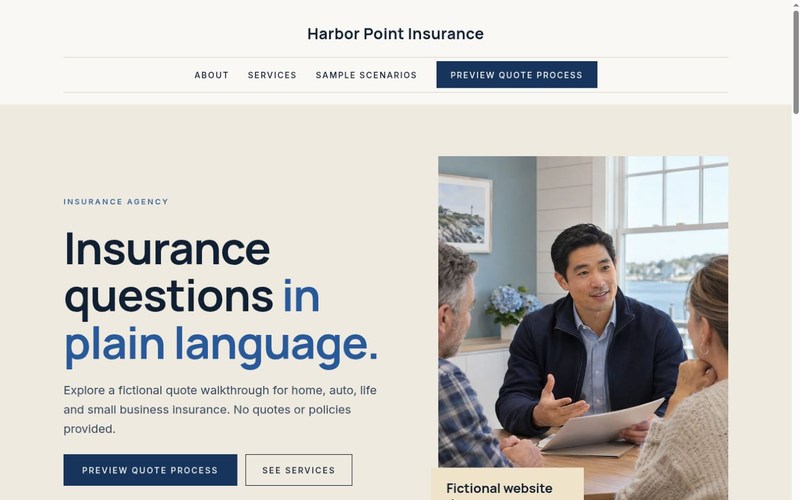 Harbor Point Insurance
ABOUT SERVICES SAMPLE SCENARIOS PREVIEW QUOTE PROCESS
INSURANCE AGENCY
Insurance
questions in
plain language.
Explore a fictional quote walkthrough for home, auto, life
and small business insurance. No quotes or policies
provided.
PREVIEW QUOTE PROCESS SEE SERVICES
Fictional website